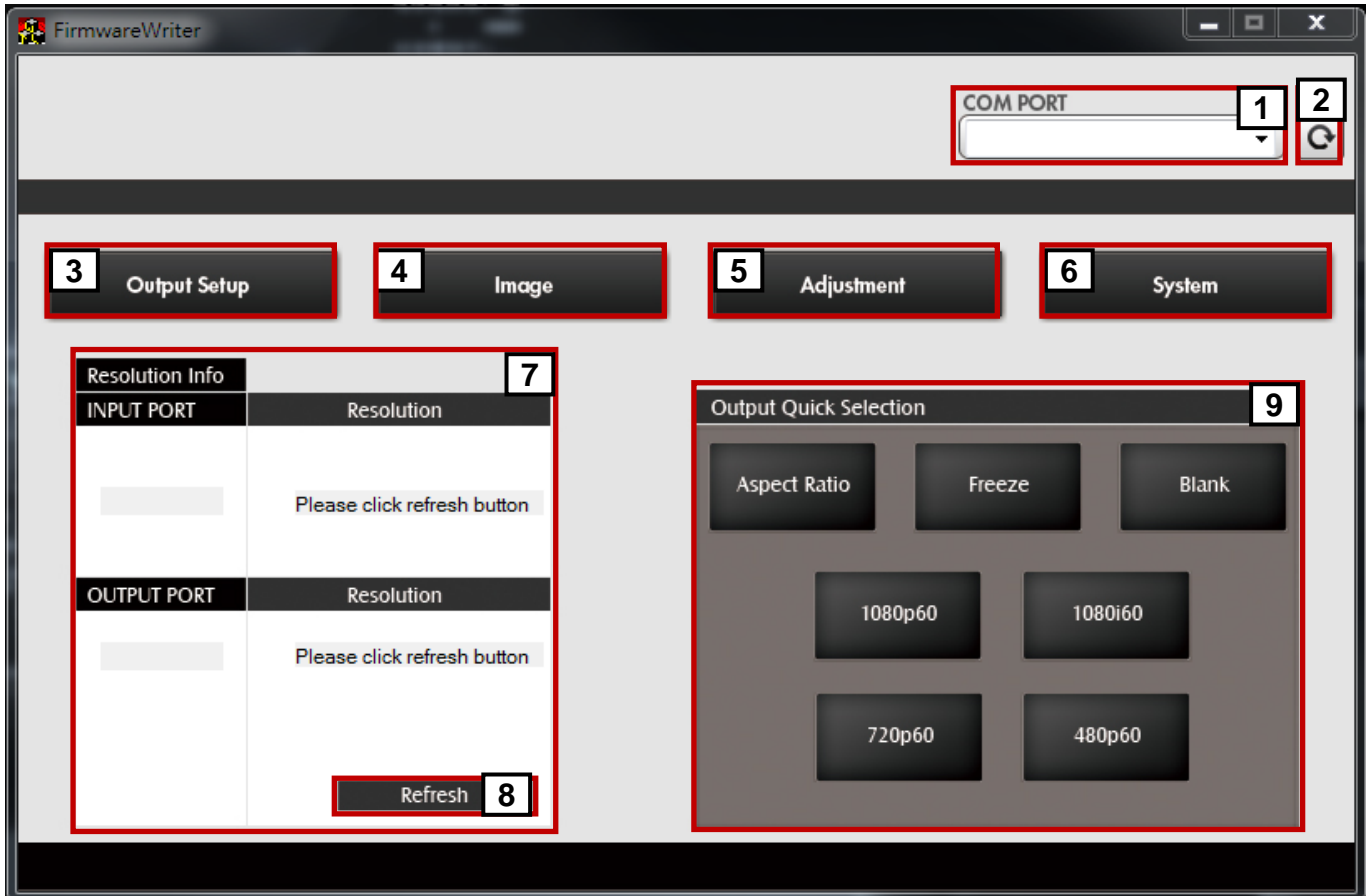 FirmwareWriter
COM PORT
1
2
3
Output Setup
4
Image
5
Adjustment
6
System
Resolution Info
7
INPUT PORT
Resolution
Please click refresh button
OUTPUT PORT
Resolution
Please click refresh button
Refresh
8
Output Quick Selection
9
Aspect Ratio
Freeze
Blank
1080p60
1080i60
720p60
480p60